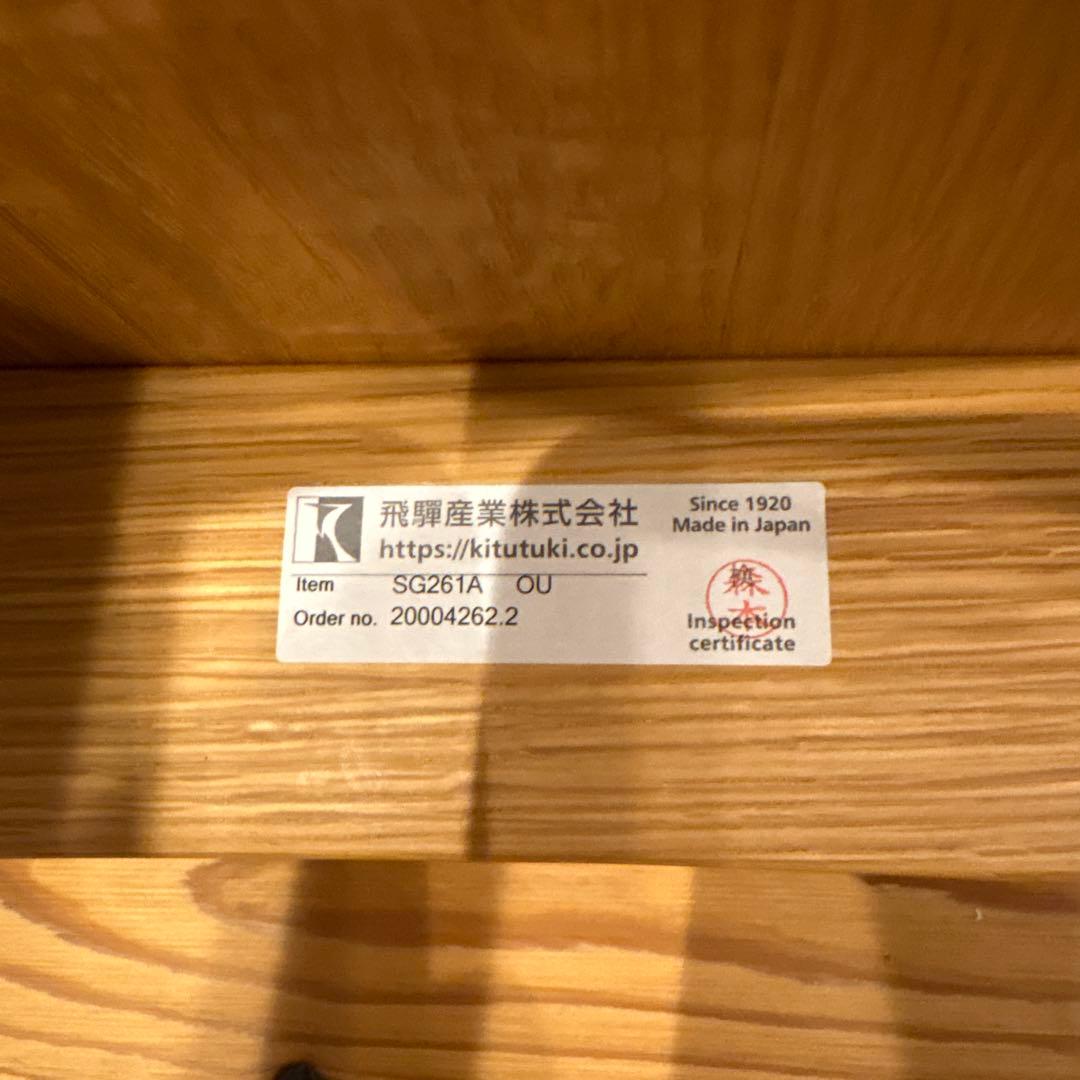 飛驒産業株式会社
https://kitutuki.co.jp
Item SG261A OU
Order no. 20004262.2
Since 1920
Made in Japan
Inspection
certificate